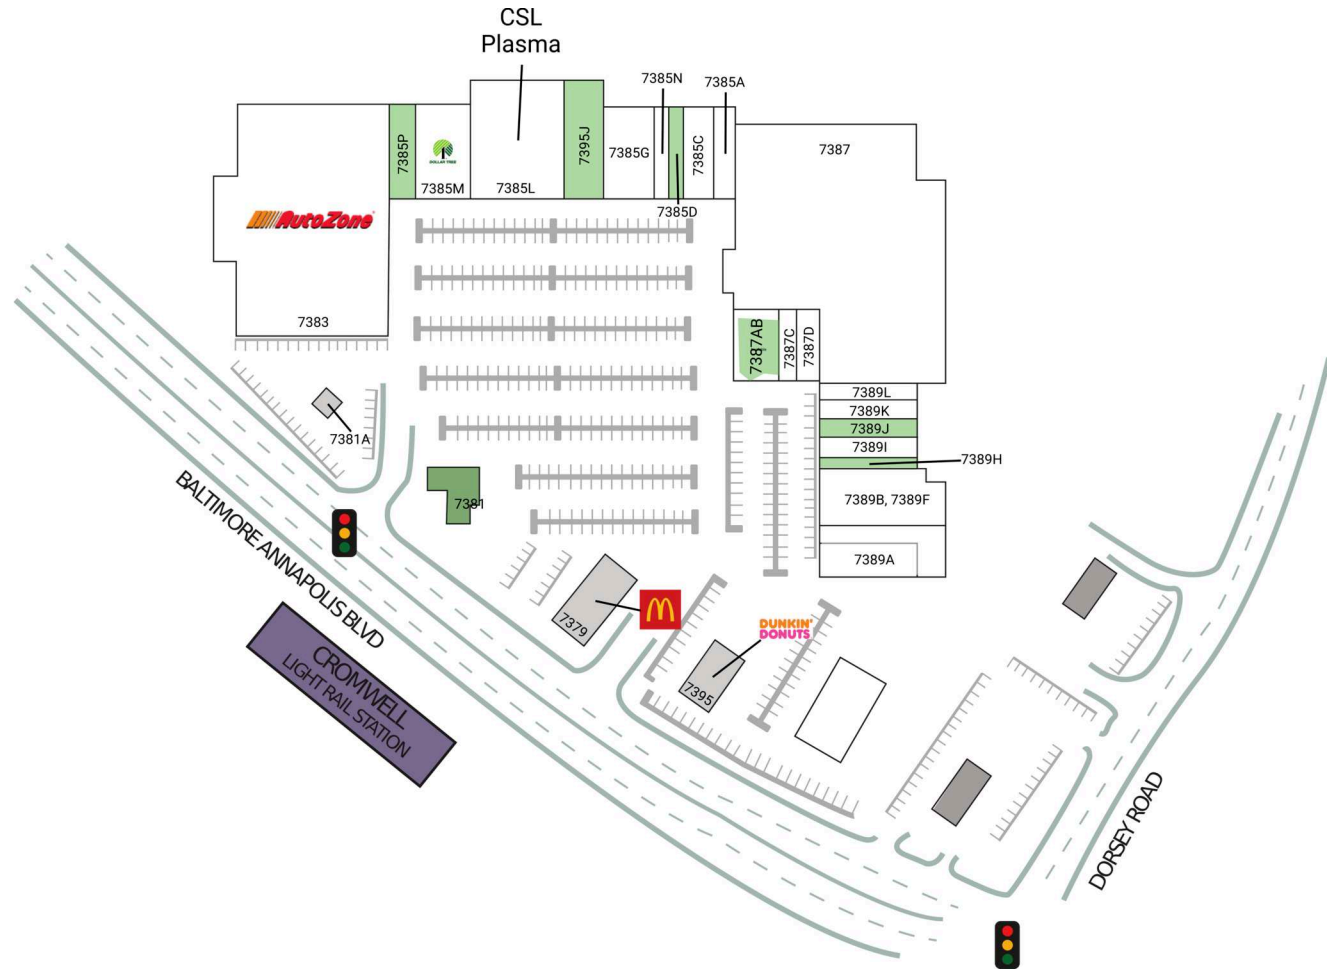 CSL
Plasma
7385N
7385A
7385P
DOLLAR TREE
7385M
7385L
7395J
7385G
7385D
7385C
7387
AutoZone
7383
7387AB
7387C
7387D
7389L
7389K
7389J
7389I
7389H
7389B, 7389F
7389A
7381A
7381
BALTIMORE ANNAPOLIS BLVD
CROMWELL
LIGHT RAIL STATION
7379
DUNKIN'
DONUTS
7395
DORSEY ROAD